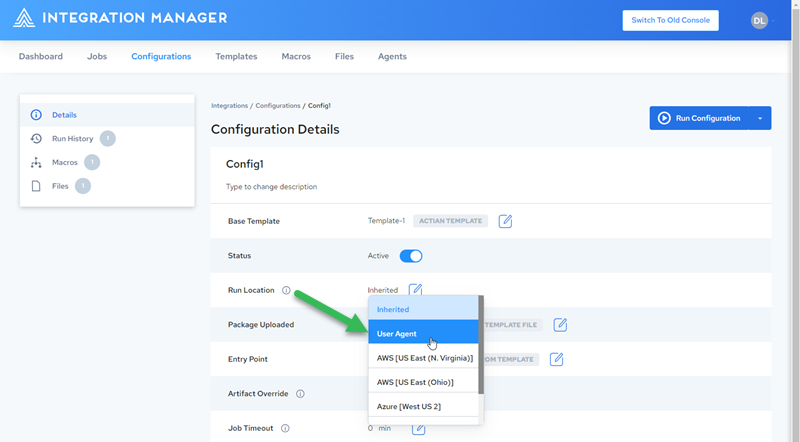 INTEGRATION MANAGER
Switch To Old Console
DL
Dashboard Jobs Configurations Templates Macros Files Agents
Details
Run History 1
Macros 1
Files 1
Integrations / Configurations / Config1
Configuration Details
Run Configuration
Config1
Type to change description
Base Template Template-1 ACTIAN TEMPLATE
Status Active
Run Location Inherited
Inherited
User Agent
AWS [US East (N. Virginia)]
AWS [US East (Ohio)]
Azure [West US 2]
Package Uploaded TEMPLATE FILE
Entry Point TEMPLATE
Artifact Override
Job Timeout 0 min